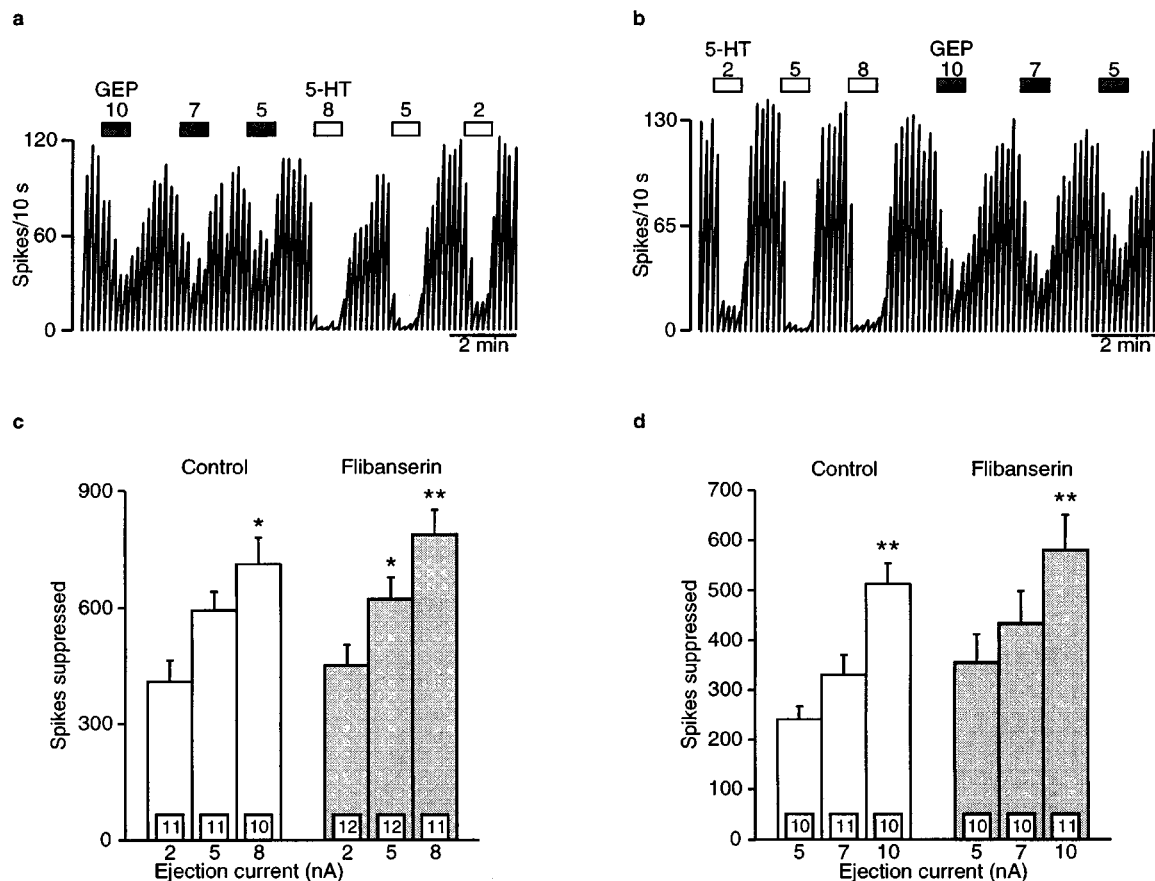 a
GEP 5-HT
10 7 5 8 5 2
120
60
0
Spikes/10 s
2 min
b
5-HT GEP
2 5 8 10 7 5
130
65
0
Spikes/10 s
2 min
c
Control Flibanserin
900
600
300
0
Spikes suppressed
* * **
11 11 10 12 12 11
2 5 8 2 5 8
Ejection current (nA)
d
Control Flibanserin
700
600
500
400
300
200
100
0
Spikes suppressed
** **
10 11 10 10 10 11
5 7 10 5 7 10
Ejection current (nA)